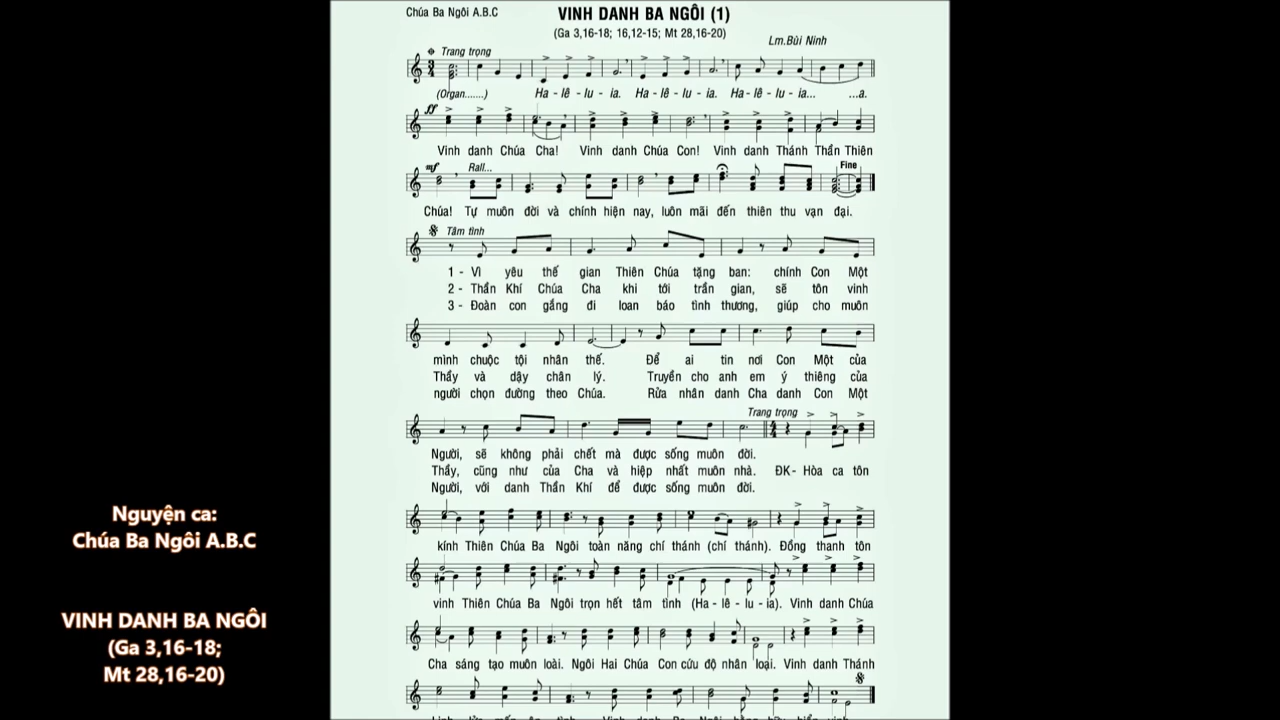 Chúa Ba Ngôi A.B.C
VINH DANH BA NGÔI (1)
(Ga 3,16-18; 16,12-15; Mt 28,16-20)
Lm.Bùi Ninh
Trang trọng
(Organ.......) Ha - lê - lu - ia. Ha - lê - lu - ia. Ha - lê - lu - ia... ...a.
ff
Vinh danh Chúa Cha! Vinh danh Chúa Con! Vinh danh Thánh Thần Thiên
mf Rall... Fine
Chúa! Tự muôn đời và chính hiện nay, luôn mãi đến thiên thu vạn đại.
Tâm tình
1 - Vì yêu thế gian Thiên Chúa tặng ban: chính Con Một
2 - Thần Khí Chúa Cha khi tới trần gian, sẽ tôn vinh
3 - Đoàn con gắng đi loan báo tình thương, giúp cho muôn
mình chuộc tội nhân thế. Để ai tin nơi Con Một của
Thầy và dậy chân lý. Truyền cho anh em ý thiêng của
người chọn đường theo Chúa. Rửa nhân danh Cha danh Con Một
Trang trọng
Người, sẽ không phải chết mà được sống muôn đời.
Thầy, cũng như của Cha và hiệp nhất muôn nhà. ĐK- Hòa ca tôn
Người, với danh Thần Khí để được sống muôn đời.
kính Thiên Chúa Ba Ngôi toàn năng chí thánh (chí thánh). Đồng thanh tôn
vinh Thiên Chúa Ba Ngôi trọn hết tâm tình (Ha - lê - lu - ia). Vinh danh Chúa
Cha sáng tạo muôn loài. Ngôi Hai Chúa Con cứu độ nhân loại. Vinh danh Thánh
Nguyện ca:
Chúa Ba Ngôi A.B.C
VINH DANH BA NGÔI
(Ga 3,16-18;
Mt 28,16-20)